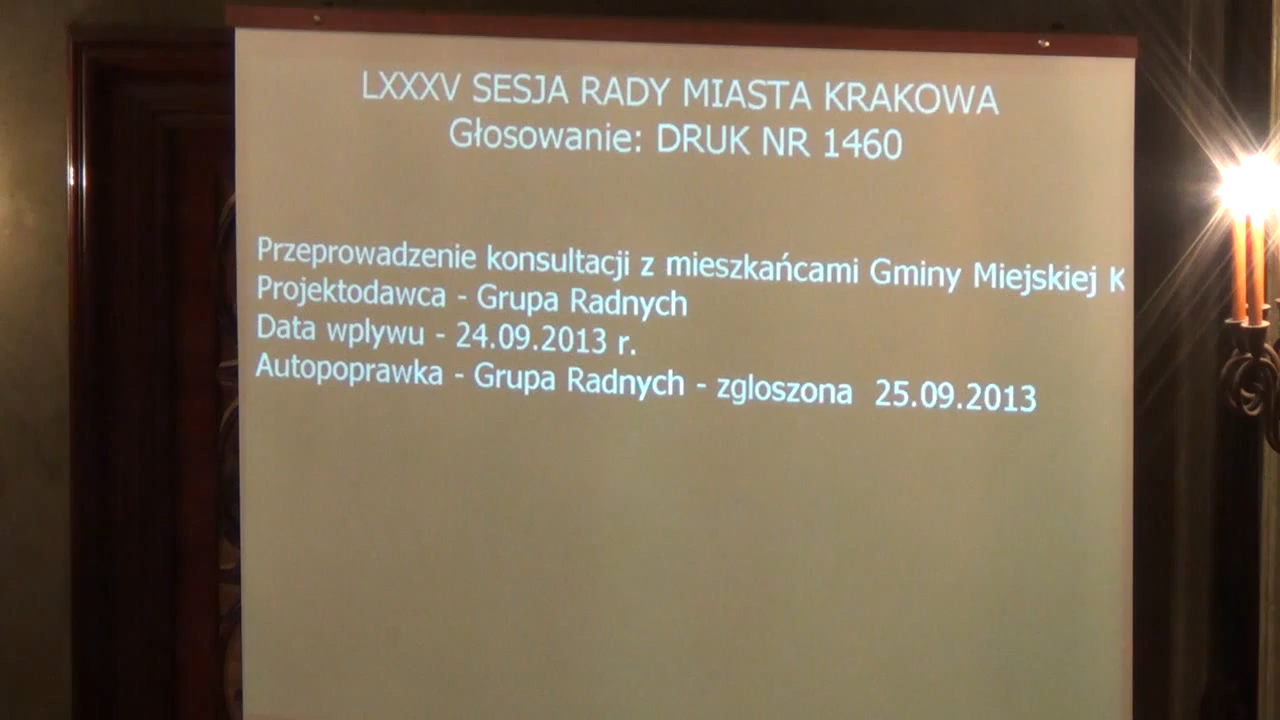 LXXXV SESJA RADY MIASTA KRAKOWA
Głosowanie: DRUK NR 1460
Przeprowadzenie konsultacji z mieszkańcami Gminy Miejskiej K
Projektodawca - Grupa Radnych
Data wplywu - 24.09.2013 r.
Autopoprawka - Grupa Radnych - zgloszona 25.09.2013